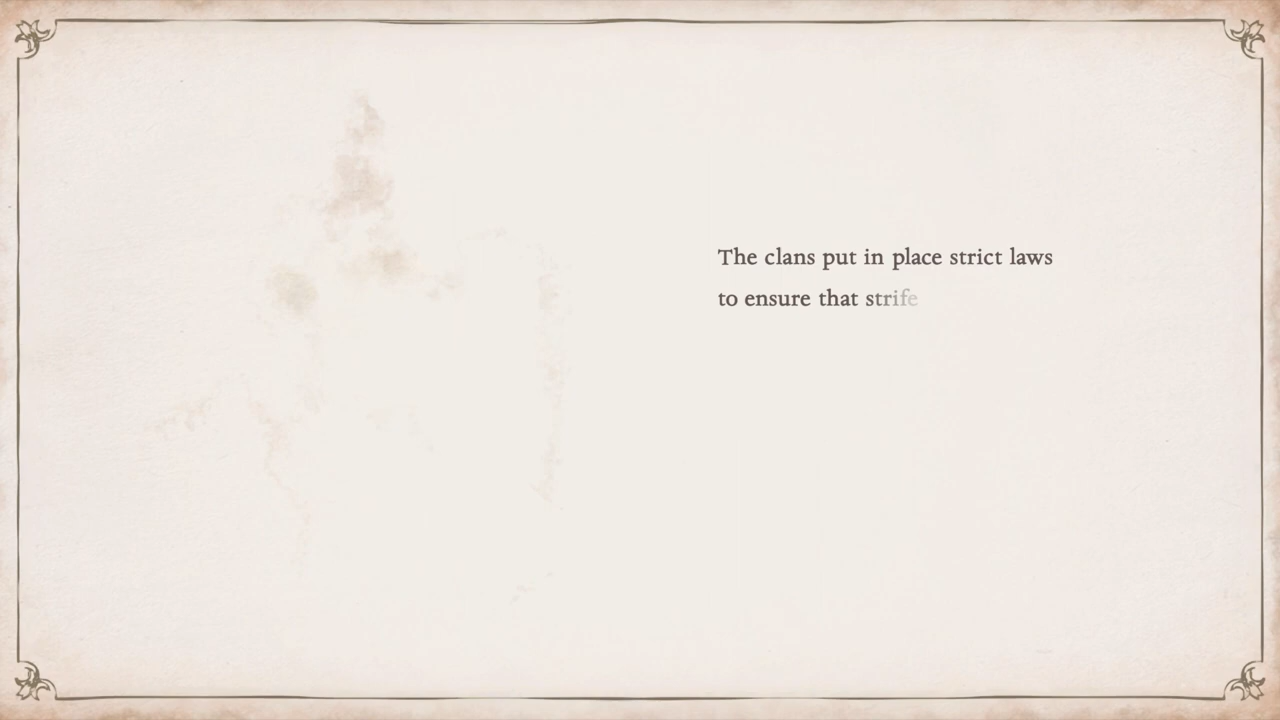 The clans put in place strict laws
to ensure that strife